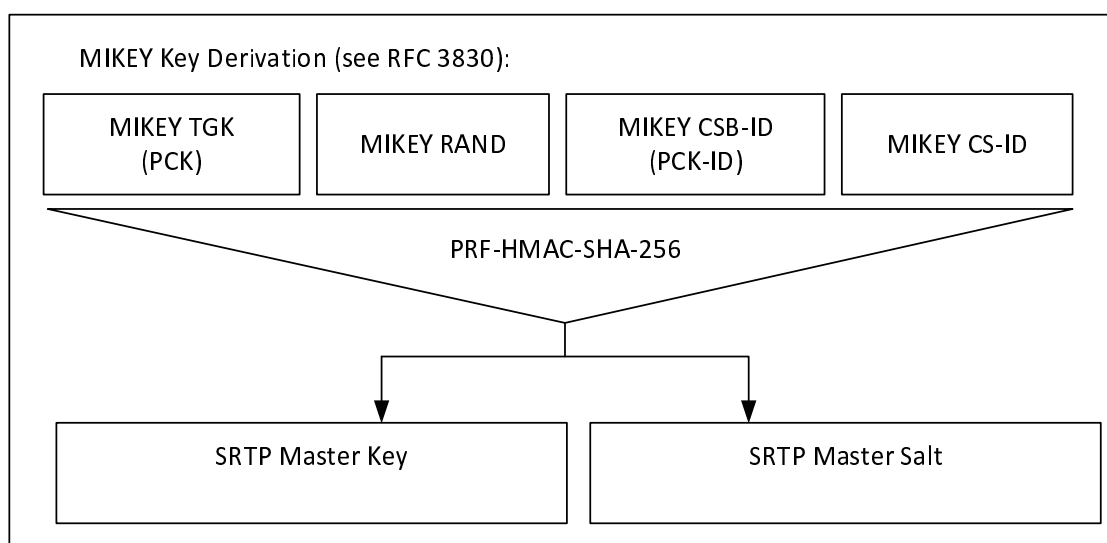 MIKEY Key Derivation (see RFC 3830):
MIKEY TGK
(PCK)
MIKEY RAND
MIKEY CSB-ID
(PCK-ID)
MIKEY CS-ID
PRF-HMAC-SHA-256
SRTP Master Key
SRTP Master Salt